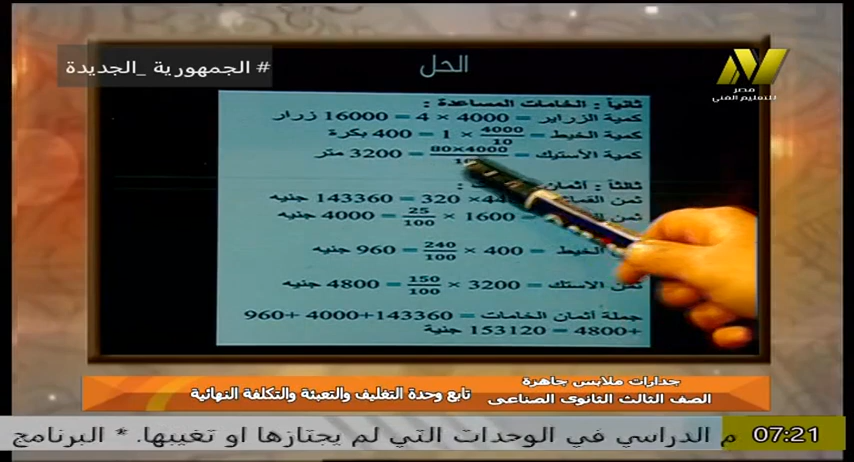 # الجمهورية _الجديدة
الحل
مصر
للتعليم الفنى
ثانياً : الخامات المساعدة :
كمية الزراير = 4000 × 4 = 16000 زرار
كمية الخيط = 4000/10 × 1 = 400 بكرة
كمية الأستيك = 80×4000 = 3200 متر
ثالثاً : أثمان
ثمن × 320 = 143360 جنيه
1600 × 25/100 = 4000 جنيه
الخيط = 400 × 240/100 = 960 جنيه
ثمن الاستك = 3200 × 150/100 = 4800 جنيه
جملة أثمان الخامات = 143360+4000 +960
+4800 = 153120 جنية
جدارات ملابس جاهزة
الصف الثالث الثانوى الصناعى
تابع وحدة التغليف والتعبئة والتكلفة النهائية
الدراسي في الوحدات التي لم يجتازها او تغيبها. * البرنامج
07:21